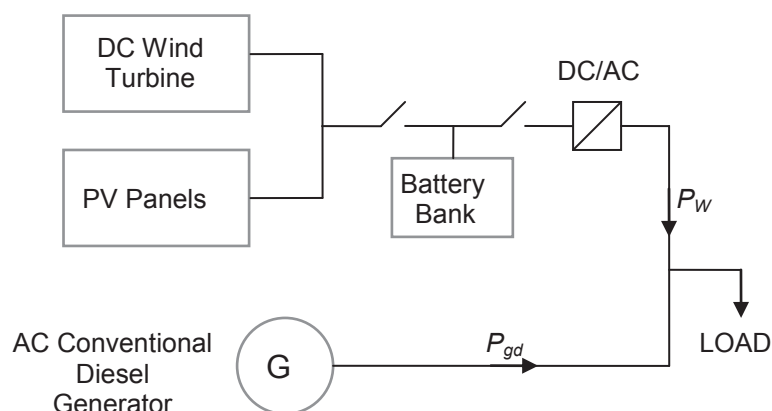 DC Wind
Turbine
DC/AC
PV Panels
Battery
Bank
P_W
AC Conventional
Diesel
Generator
G
P_gd
LOAD